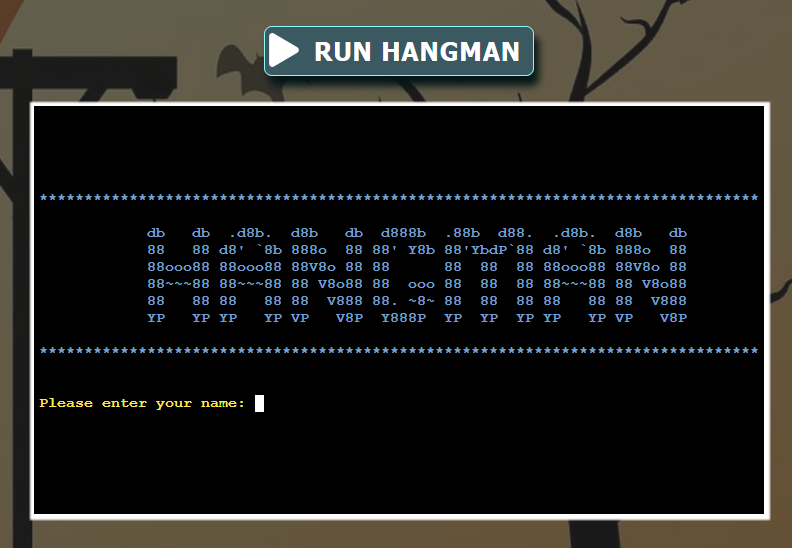 RUN HANGMAN
********************************************************************************
db   db  .d8b.  d8b   db  d888b  .88b  d88.  .d8b.  d8b   db
88   88 d8' `8b 888o  88 88' Y8b 88'YbdP`88 d8' `8b 888o  88
88ooo88 88ooo88 88V8o 88 88      88  88  88 88ooo88 88V8o 88
88~~~88 88~~~88 88 V8o88 88  ooo 88  88  88 88~~~88 88 V8o88
88   88 88   88 88  V888 88. ~8~ 88  88  88 88   88 88  V888
YP   YP YP   YP VP   V8P  Y888P  YP  YP  YP YP   YP VP   V8P
********************************************************************************
Please enter your name: